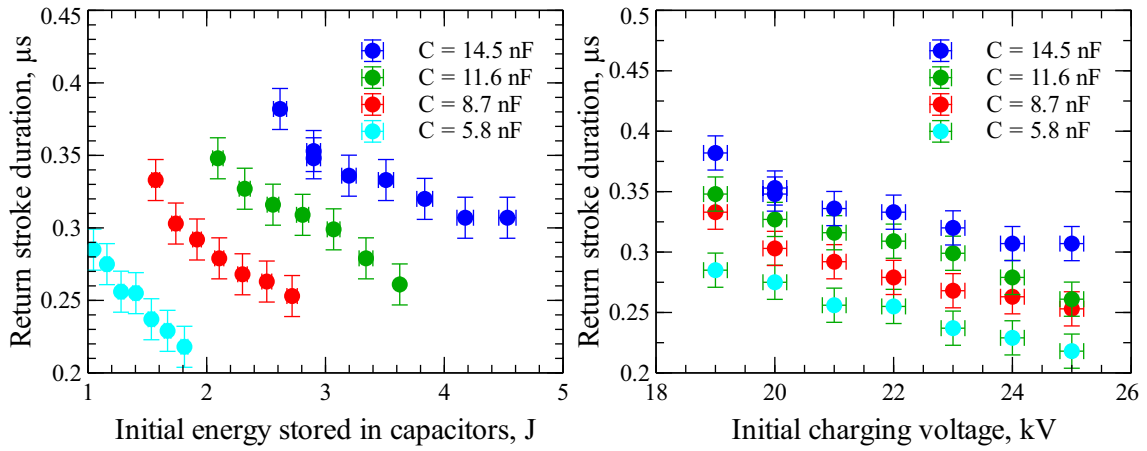 0.45
0.4
0.35
0.3
0.25
0.2
Return stroke duration, µs
C = 14.5 nF
C = 11.6 nF
C = 8.7 nF
C = 5.8 nF
1 2 3 4 5
Initial energy stored in capacitors, J
0.5
0.45
0.4
0.35
0.3
0.25
0.2
Return stroke duration, µs
C = 14.5 nF
C = 11.6 nF
C = 8.7 nF
C = 5.8 nF
18 20 22 24 26
Initial charging voltage, kV